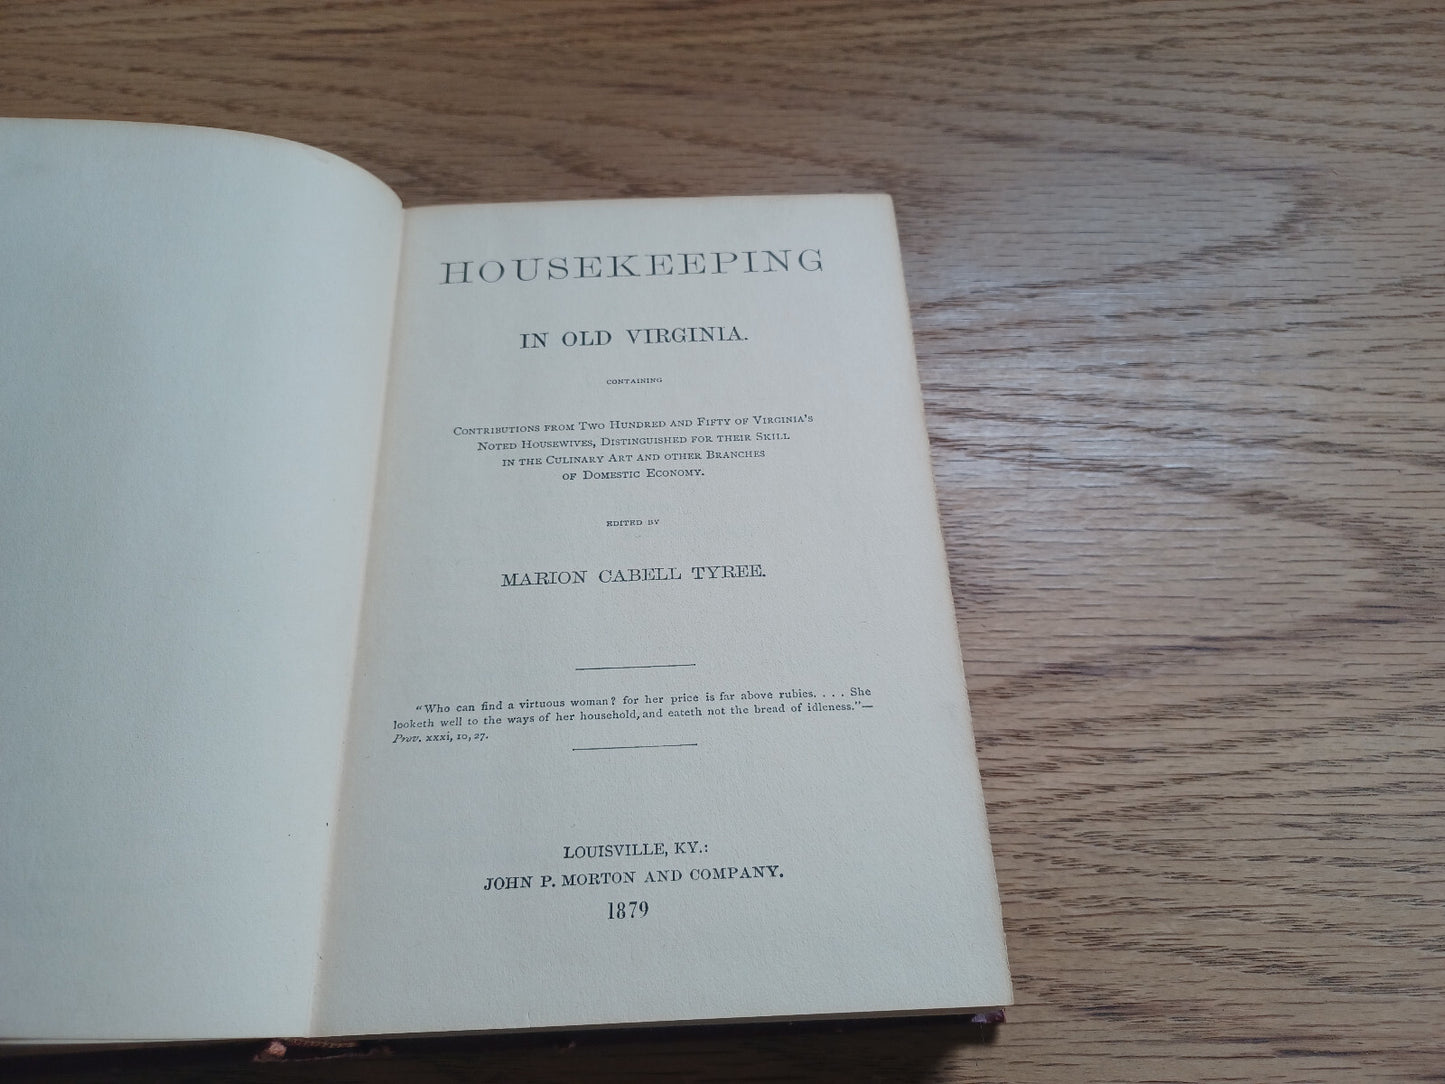 HOUSEKEEPING
IN OLD VIRGINIA.
CONTAINING
CONTRIBUTIONS FROM TWO HUNDRED AND FIFTY OF VIRGINIA'S
NOTED HOUSEWIVES, DISTINGUISHED FOR THEIR SKILL
IN THE CULINARY ART AND OTHER BRANCHES
OF DOMESTIC ECONOMY.
EDITED BY
MARION CABELL TYREE.
"Who can find a virtuous woman? for her price is far above rubies. . . . She
looketh well to the ways of her household, and eateth not the bread of idleness."—
Prov. xxxi, 10, 27.
LOUISVILLE, KY.:
JOHN P. MORTON AND COMPANY.
1879